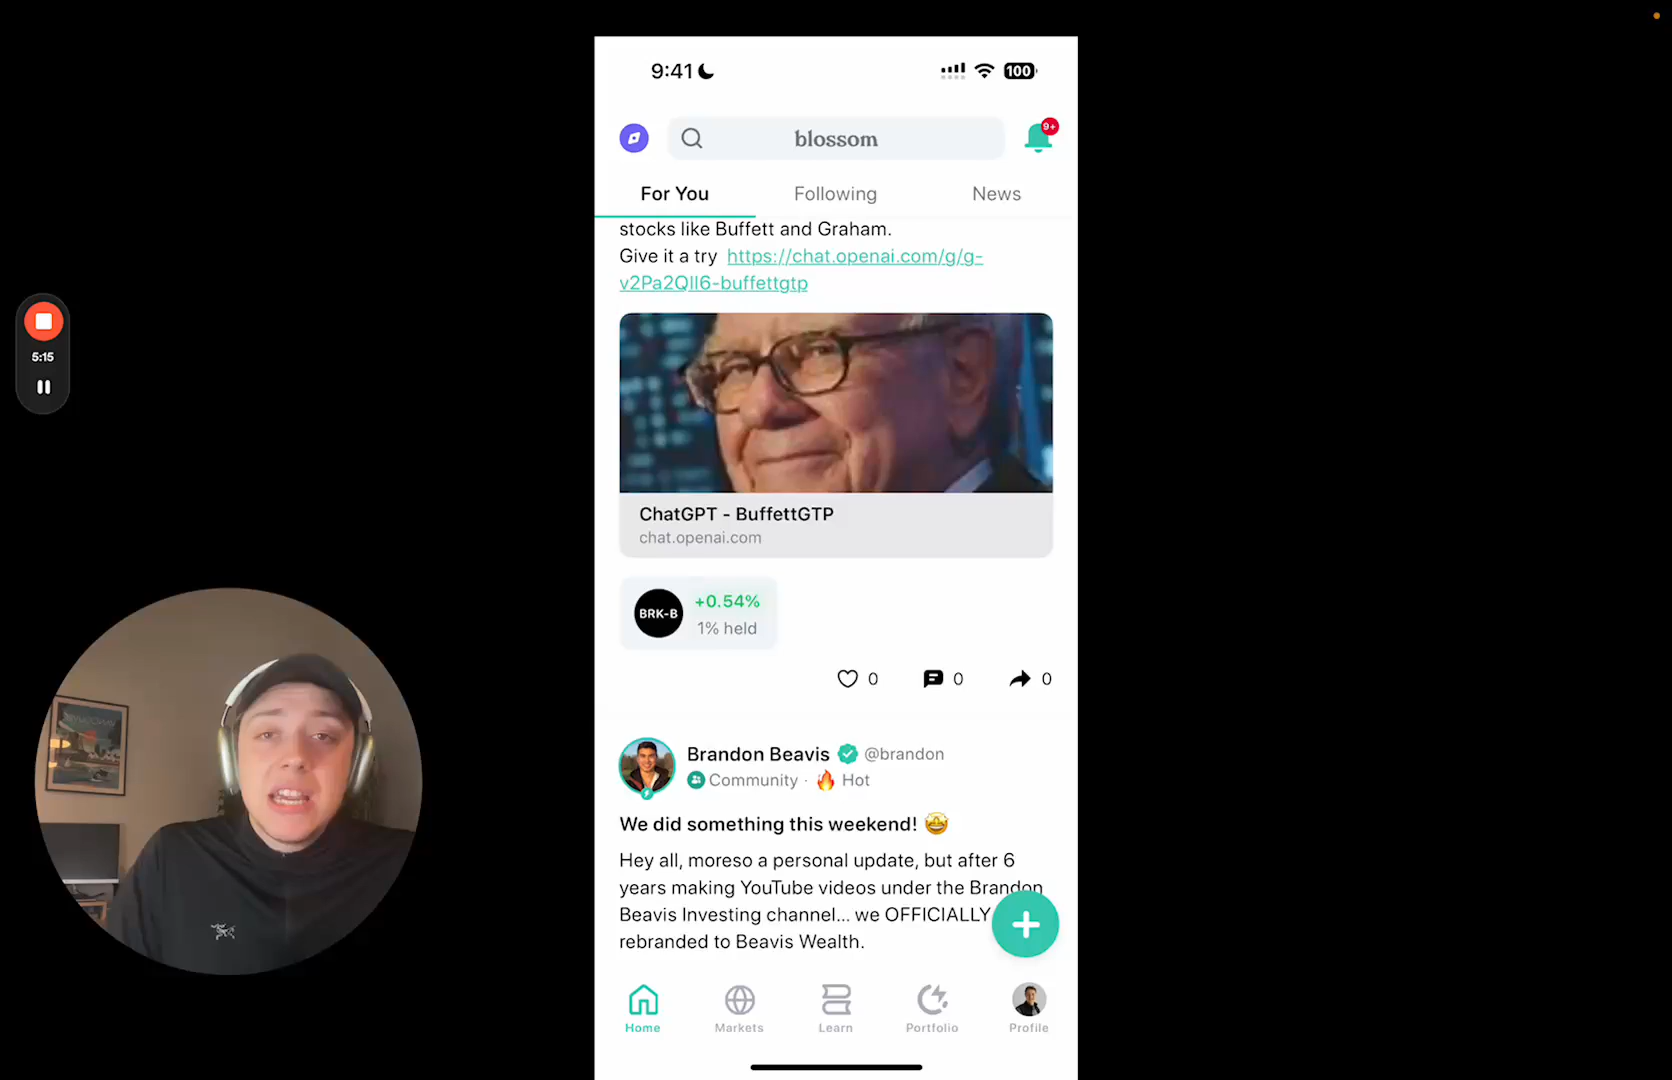 9:41
100
blossom
9+
For You
Following
News
stocks like Buffett and Graham.
Give it a try https://chat.openai.com/g/g-
v2Pa2Qll6-buffettgtp
ChatGPT - BuffettGTP
chat.openai.com
BRK-B
+0.54%
1% held
0
0
0
5:15
Brandon Beavis @brandon
Community · 🔥 Hot
We did something this weekend! 🤩
Hey all, moreso a personal update, but after 6
years making YouTube videos under the Brandon
Beavis Investing channel... we OFFICIALLY
rebranded to Beavis Wealth.
Home
Markets
Learn
Portfolio
Profile